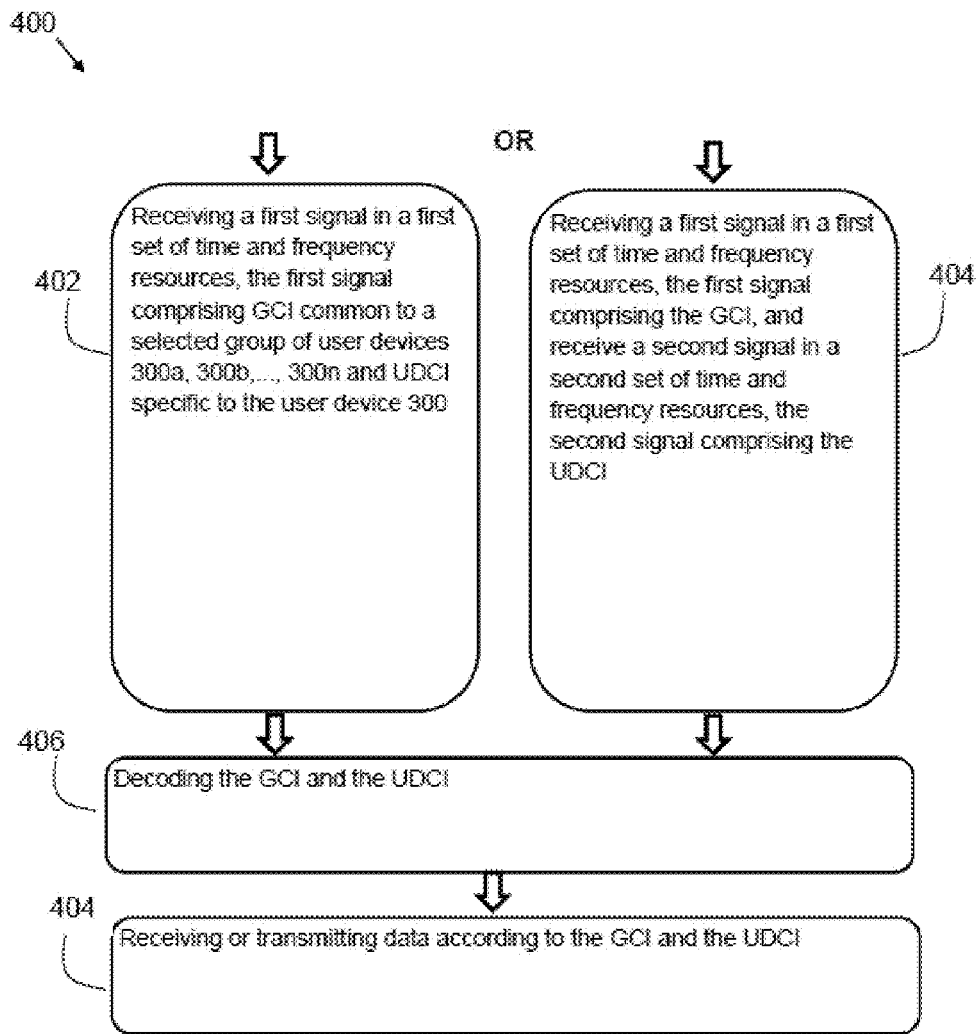 400
OR
Receiving a first signal in a first
set of time and frequency
resources, the first signal
comprising GCI common to a
selected group of user devices
300a, 300b,..., 300n and UDCI
specific to the user device 300
402
Receiving a first signal in a first
set of time and frequency
resources, the first signal
comprising the GCI, and
receive a second signal in a
second set of time and
frequency resources, the
second signal comprising the
UDCI
404
406
Decoding the GCI and the UDCI
404
Receiving or transmitting data according to the GCI and the UDCI